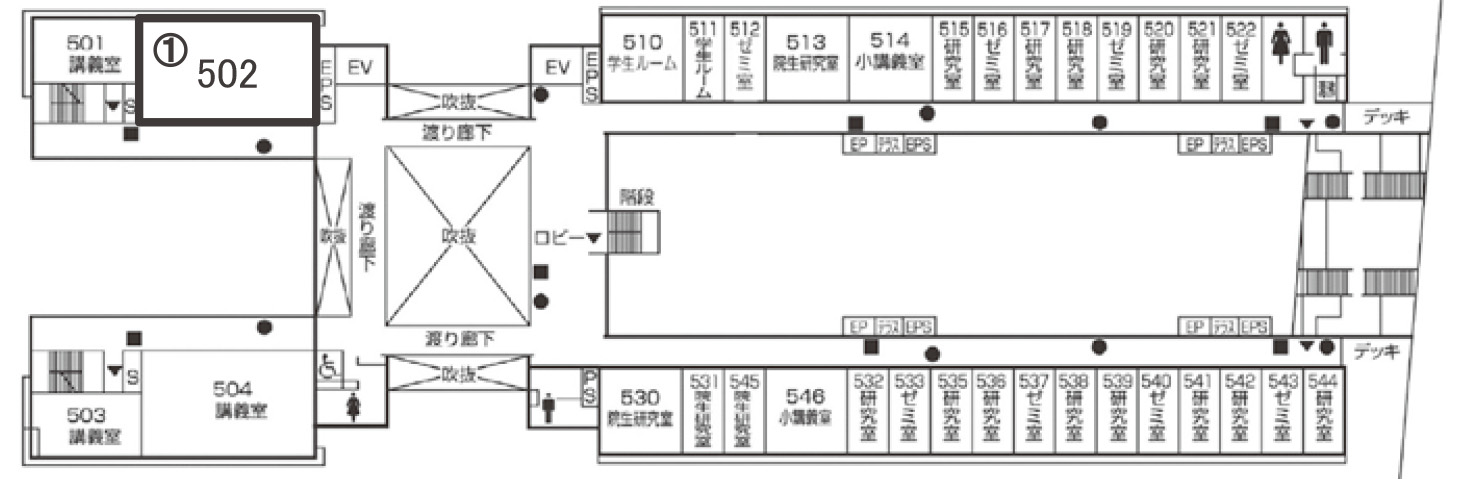 501
講義室
①
502
S
EPS
EV
吹抜
渡り廊下
EV
EPS
510
学生ルーム
511
学生ルーム
512
ゼミ室
513
院生研究室
514
小講義室
515
研究室
516
ゼミ室
517
研究室
518
研究室
519
ゼミ室
520
研究室
521
研究室
522
ゼミ室
デッキ
EP
テラス
EPS
EP
テラス
EPS
吹抜
渡り廊下
吹抜
ロビー
階段
渡り廊下
吹抜
EP
テラス
EPS
EP
テラス
EPS
デッキ
S
503
講義室
504
講義室
PS
530
院生研究室
531
院生研究室
545
院生研究室
546
小講義室
532
研究室
533
ゼミ室
535
研究室
536
研究室
537
ゼミ室
538
研究室
539
研究室
540
ゼミ室
541
研究室
542
研究室
543
ゼミ室
544
研究室